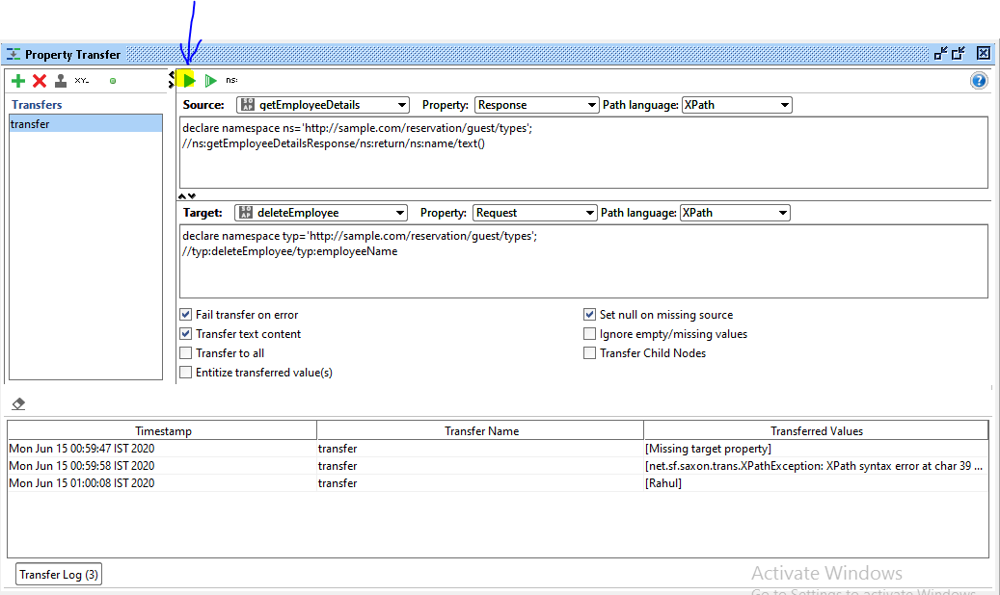 Property Transfer
XY_
ns:
Transfers
transfer
Source: SO AP getEmployeeDetails Property: Response Path language: XPath
declare namespace ns='http://sample.com/reservation/guest/types';
//ns:getEmployeeDetailsResponse/ns:return/ns:name/text()
Target: SO AP deleteEmployee Property: Request Path language: XPath
declare namespace typ='http://sample.com/reservation/guest/types';
//typ:deleteEmployee/typ:employeeName
Fail transfer on error Set null on missing source
Transfer text content Ignore empty/missing values
Transfer to all Transfer Child Nodes
Entitize transferred value(s)
Timestamp Transfer Name Transferred Values
Mon Jun 15 00:59:47 IST 2020 transfer [Missing target property]
Mon Jun 15 00:59:58 IST 2020 transfer [net.sf.saxon.trans.XPathException: XPath syntax error at char 39 ...
Mon Jun 15 01:00:08 IST 2020 transfer [Rahul]
Transfer Log (3)
Activate Windows
Go to Settings to activate Windows.